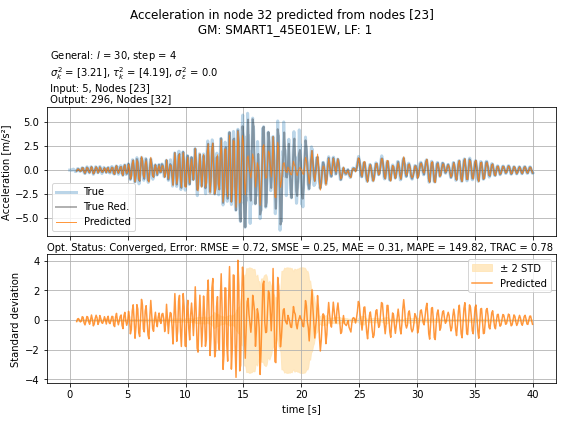 Acceleration in node 32 predicted from nodes [23]
GM: SMART1_45E01EW, LF: 1
General: l = 30, step = 4
σ²ₖ = [3.21], τ²ₖ = [4.19], σ²ε = 0.0
Input: 5, Nodes [23]
Output: 296, Nodes [32]
Acceleration [m/s²]
5.0
2.5
0.0
−2.5
−5.0
True
True Red.
Predicted
Opt. Status: Converged, Error: RMSE = 0.72, SMSE = 0.25, MAE = 0.31, MAPE = 149.82, TRAC = 0.78
Standard deviation
4
2
0
−2
−4
± 2 STD
Predicted
0 5 10 15 20 25 30 35 40
time [s]